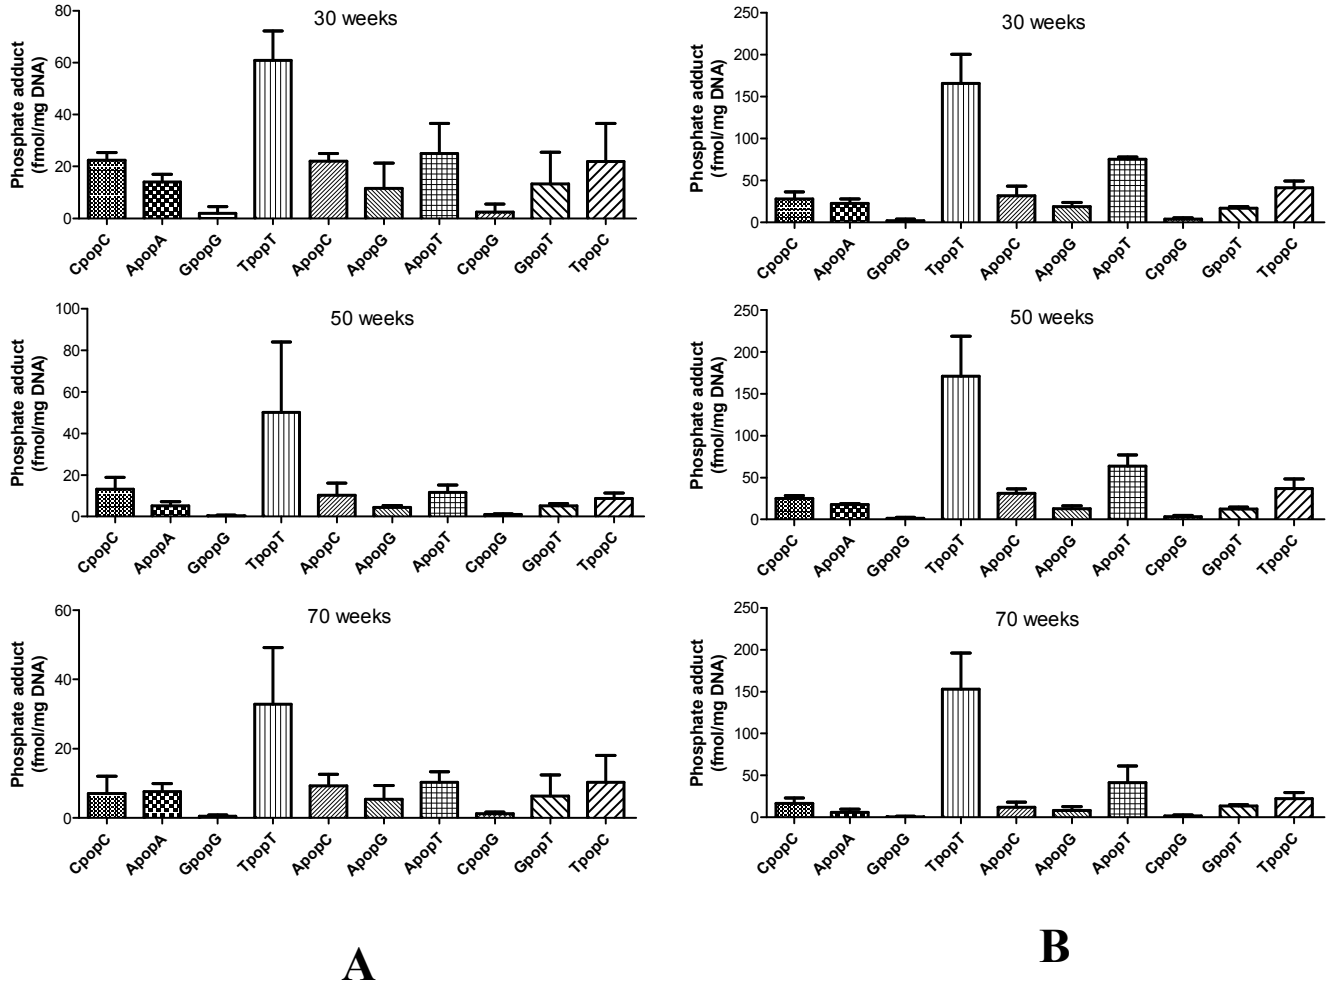 30 weeks
Phosphate adduct
(fmol/mg DNA)
80
60
40
20
0
CpopC
ApopA
GpopG
TpopT
ApopC
ApopG
ApopT
CpopG
GpopT
TpopC
50 weeks
Phosphate adduct
(fmol/mg DNA)
100
80
60
40
20
0
CpopC
ApopA
GpopG
TpopT
ApopC
ApopG
ApopT
CpopG
GpopT
TpopC
70 weeks
Phosphate adduct
(fmol/mg DNA)
60
40
20
0
CpopC
ApopA
GpopG
TpopT
ApopC
ApopG
ApopT
CpopG
GpopT
TpopC
A
30 weeks
Phosphate adduct
(fmol/mg DNA)
250
200
150
100
50
0
CpopC
ApopA
GpopG
TpopT
ApopC
ApopG
ApopT
CpopG
GpopT
TpopC
50 weeks
Phosphate adduct
(fmol/mg DNA)
250
200
150
100
50
0
CpopC
ApopA
GpopG
TpopT
ApopC
ApopG
ApopT
CpopG
GpopT
TpopC
70 weeks
Phosphate adduct
(fmol/mg DNA)
250
200
150
100
50
0
CpopC
ApopA
GpopG
TpopT
ApopC
ApopG
ApopT
CpopG
GpopT
TpopC
B